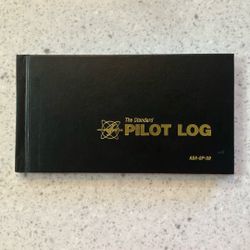 The Standard
PILOT LOG
ASA-SP-30